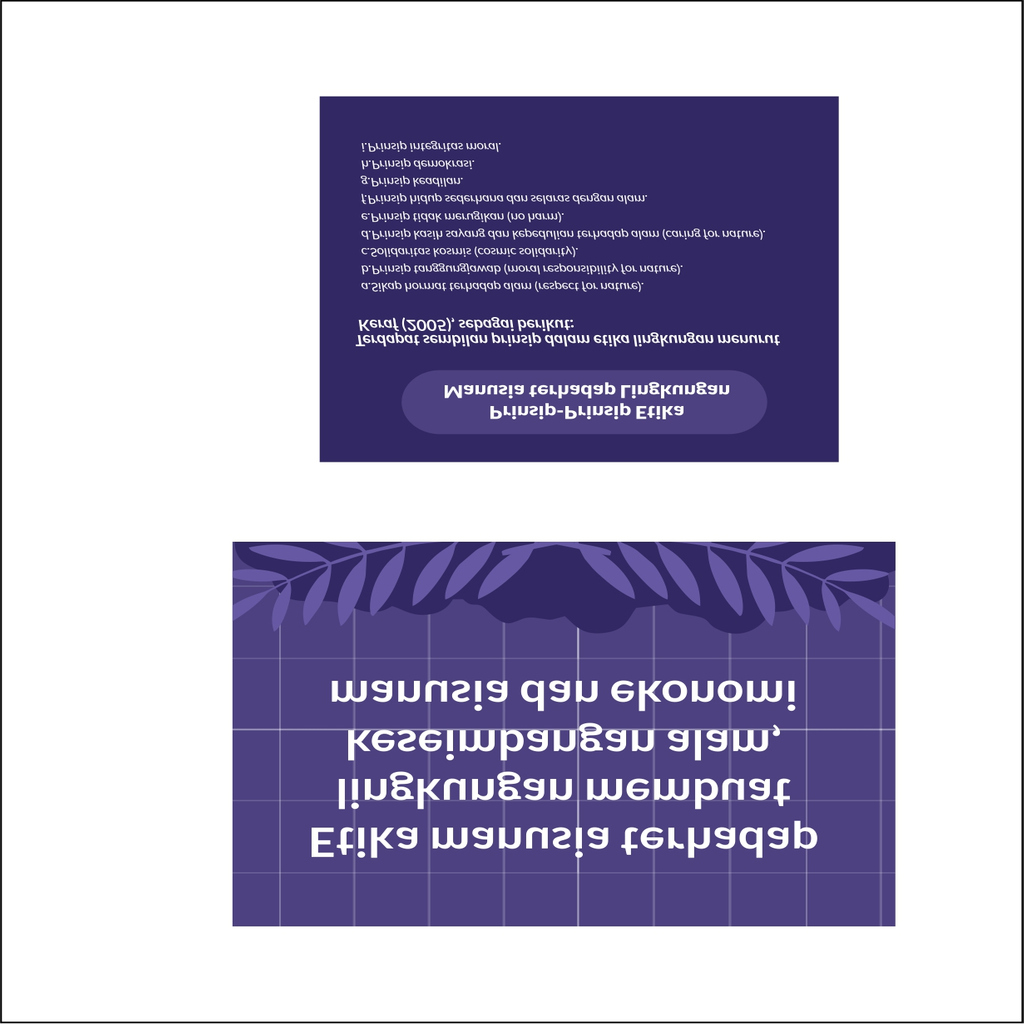 Etika manusia terhadap
lingkungan membuat
keseimbangan alam,
manusia dan ekonomi
Prinsip-Prinsip Etika
Manusia terhadap Lingkungan
Terdapat sembilan prinsip dalam etika lingkungan menurut
Keraf (2005), sebagai berikut:
a.Sikap hormat terhadap alam (respect for nature).
b.Prinsip tanggungjawab (moral responsibility for nature).
c.Solidaritas kosmis (cosmic solidarity).
d.Prinsip kasih sayang dan kepedulian terhadap alam (caring for nature).
e.Prinsip tidak merugikan (no harm).
f.Prinsip hidup sederhana dan selaras dengan alam.
g.Prinsip keadilan.
h.Prinsip demokrasi.
i.Prinsip integritas moral.